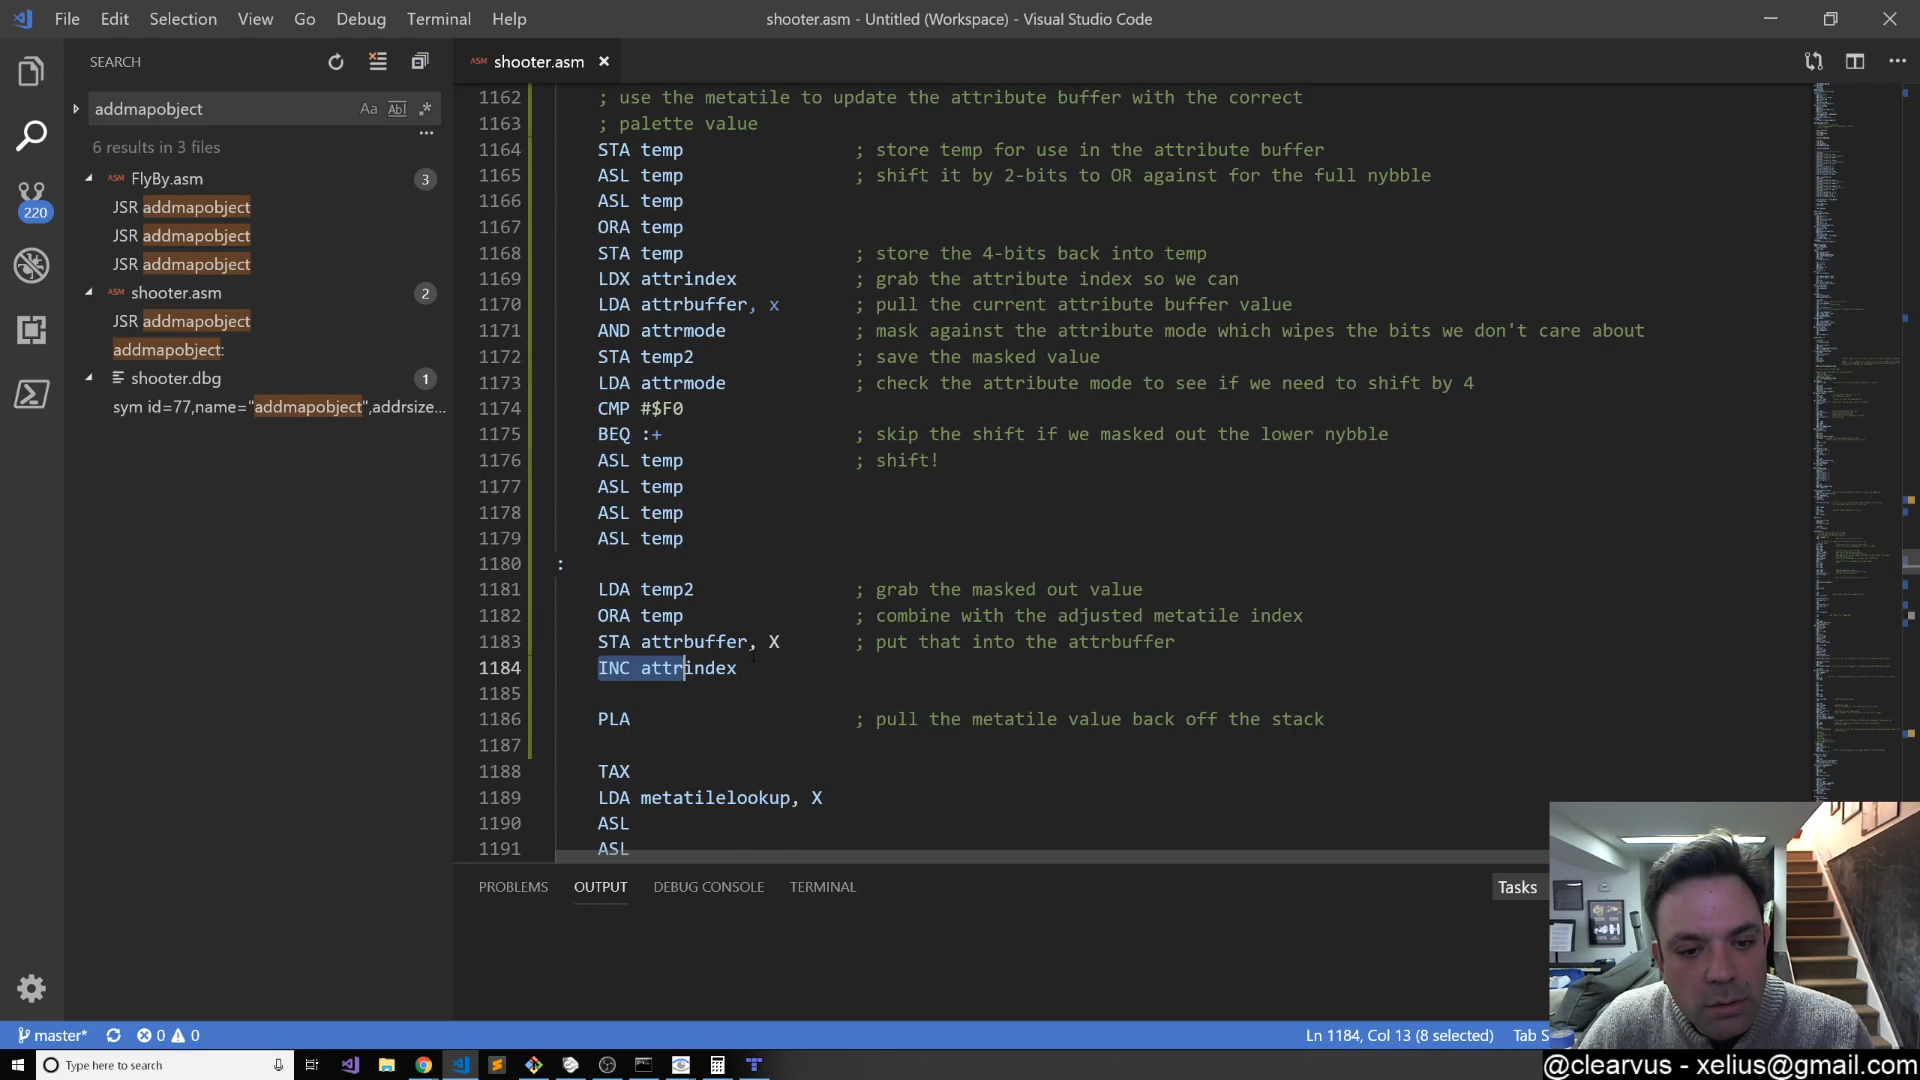 File Edit Selection View Go Debug Terminal Help
shooter.asm - Untitled (Workspace) - Visual Studio Code
SEARCH
addmapobject
Aa Abl .*
6 results in 3 files
ASM FlyBy.asm 3
JSR addmapobject
JSR addmapobject
JSR addmapobject
ASM shooter.asm 2
JSR addmapobject
addmapobject:
shooter.dbg 1
sym id=77,name="addmapobject",addrsize...
220
ASM shooter.asm
1162 ; use the metatile to update the attribute buffer with the correct
1163 ; palette value
1164 STA temp ; store temp for use in the attribute buffer
1165 ASL temp ; shift it by 2-bits to OR against for the full nybble
1166 ASL temp
1167 ORA temp
1168 STA temp ; store the 4-bits back into temp
1169 LDX attrindex ; grab the attribute index so we can
1170 LDA attrbuffer, x ; pull the current attribute buffer value
1171 AND attrmode ; mask against the attribute mode which wipes the bits we don't care about
1172 STA temp2 ; save the masked value
1173 LDA attrmode ; check the attribute mode to see if we need to shift by 4
1174 CMP #$F0
1175 BEQ :+ ; skip the shift if we masked out the lower nybble
1176 ASL temp ; shift!
1177 ASL temp
1178 ASL temp
1179 ASL temp
1180 :
1181 LDA temp2 ; grab the masked out value
1182 ORA temp ; combine with the adjusted metatile index
1183 STA attrbuffer, X ; put that into the attrbuffer
1184 INC attrindex
1185
1186 PLA ; pull the metatile value back off the stack
1187
1188 TAX
1189 LDA metatilelookup, X
1190 ASL
1191 ASL
PROBLEMS OUTPUT DEBUG CONSOLE TERMINAL
Tasks
master* 0 0
Ln 1184, Col 13 (8 selected) Tab S
Type here to search
@clearvus - xelius@gmail.com